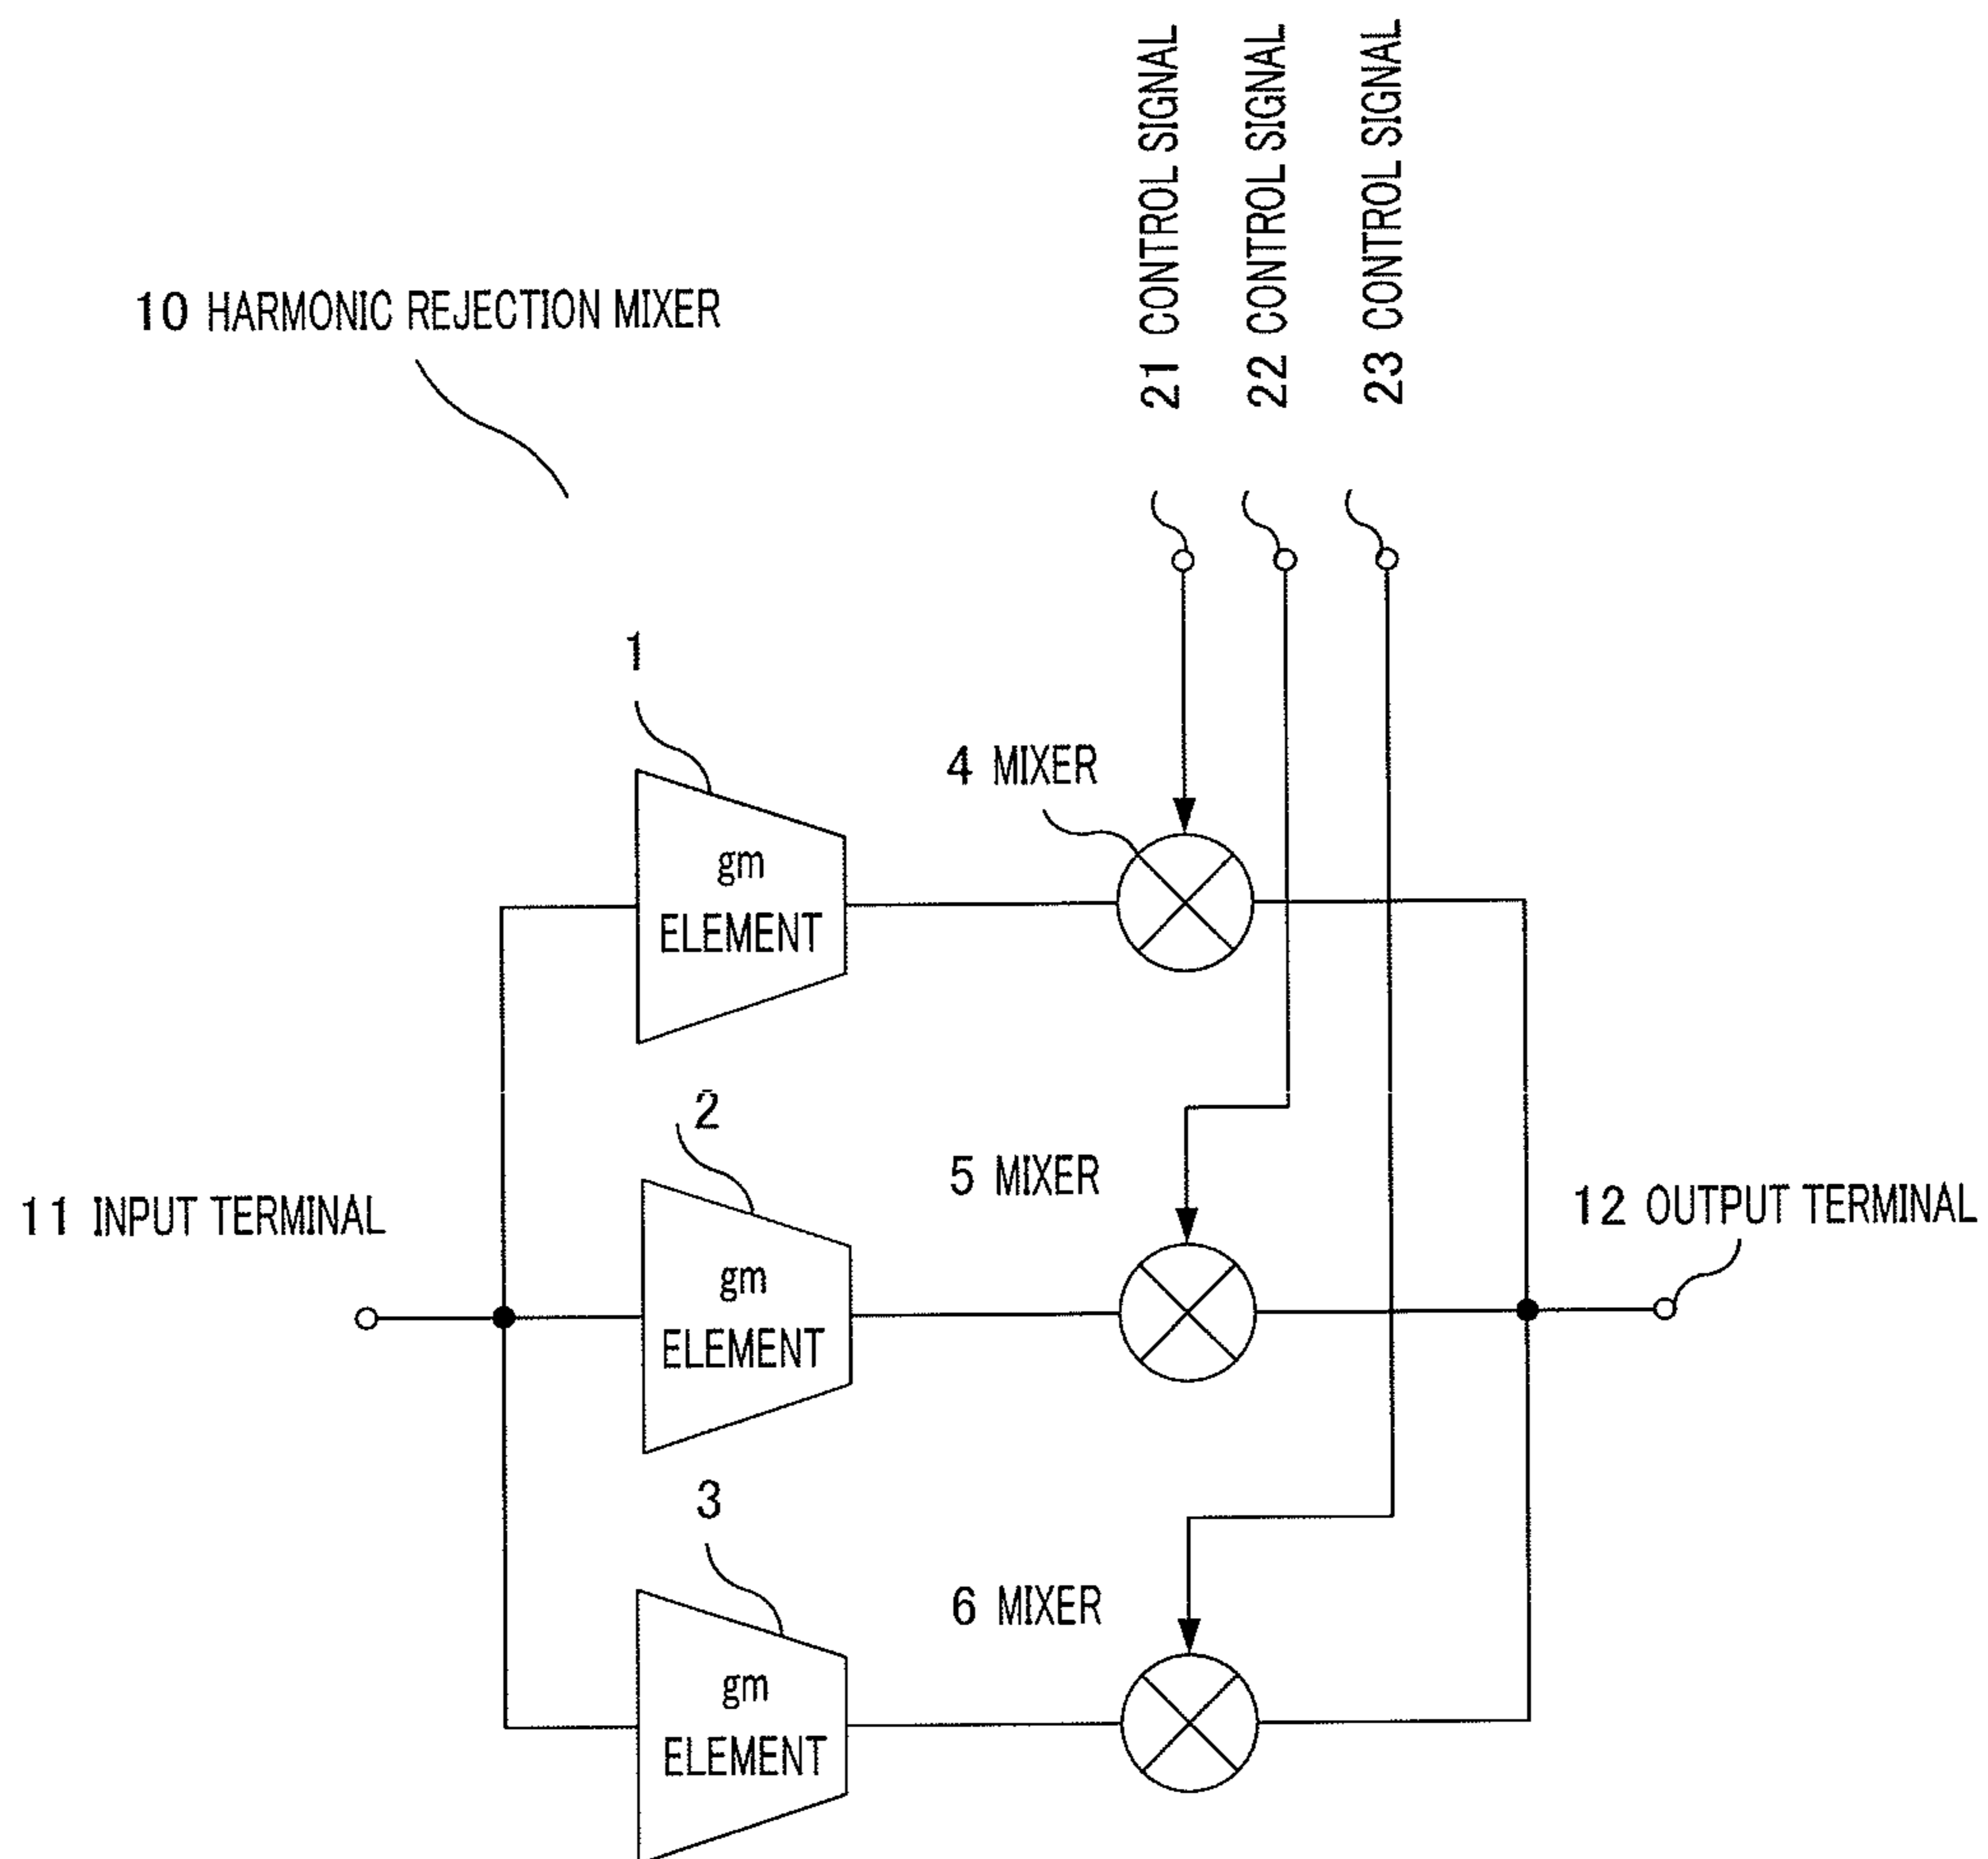 21 CONTROL SIGNAL
22 CONTROL SIGNAL
23 CONTROL SIGNAL
10 HARMONIC REJECTION MIXER
1
4 MIXER
gm
ELEMENT
2
5 MIXER
11 INPUT TERMINAL
12 OUTPUT TERMINAL
gm
ELEMENT
3
6 MIXER
gm
ELEMENT